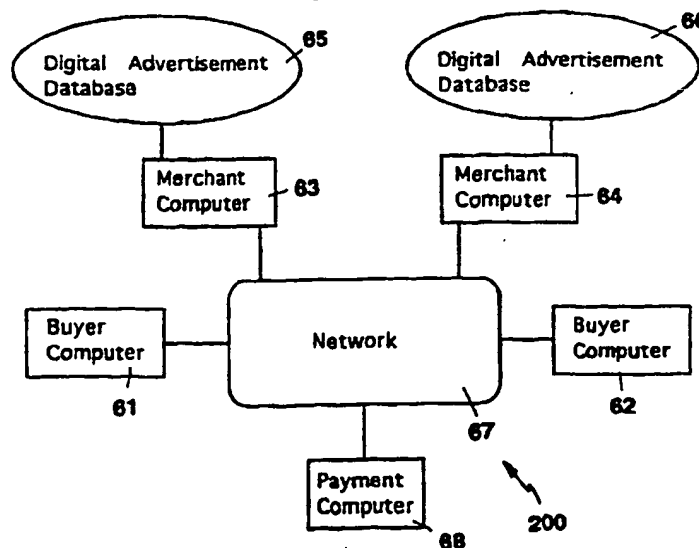 65
Digital Advertisement
Database
66
Digital Advertisement
Database
Merchant
Computer
63
Merchant
Computer
64
Buyer
Computer
61
Network
67
Buyer
Computer
62
Payment
Computer
68
200